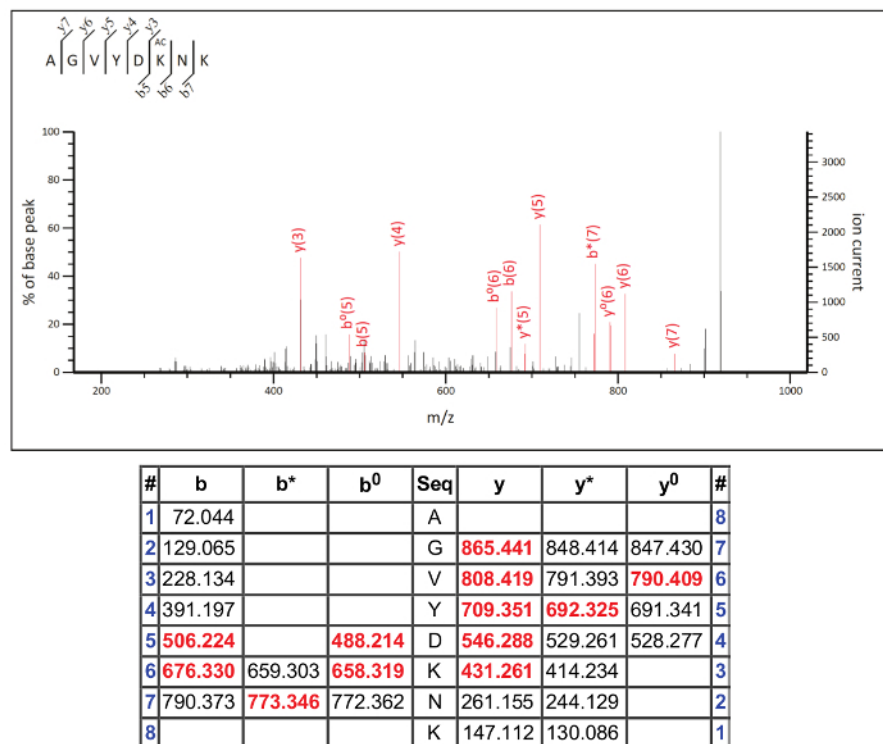 y7 y6 y5 y4 y3
AC
A G V Y D K N K
b5 b6 b7
100
80
60
40
20
0
% of base peak
200 400 600 800 1000
m/z
3000
2500
2000
1500
1000
500
0
ion current
y(3)
b⁰(5)
b(5)
y(4)
b⁰(6)
b(6)
y*(5)
y(5)
b*(7)
y⁰(6)
y(6)
y(7)
# b b* b⁰ Seq y y* y⁰ #
1 72.044 A 8
2 129.065 G 865.441 848.414 847.430 7
3 228.134 V 808.419 791.393 790.409 6
4 391.197 Y 709.351 692.325 691.341 5
5 506.224 488.214 D 546.288 529.261 528.277 4
6 676.330 659.303 658.319 K 431.261 414.234 3
7 790.373 773.346 772.362 N 261.155 244.129 2
8 K 147.112 130.086 1